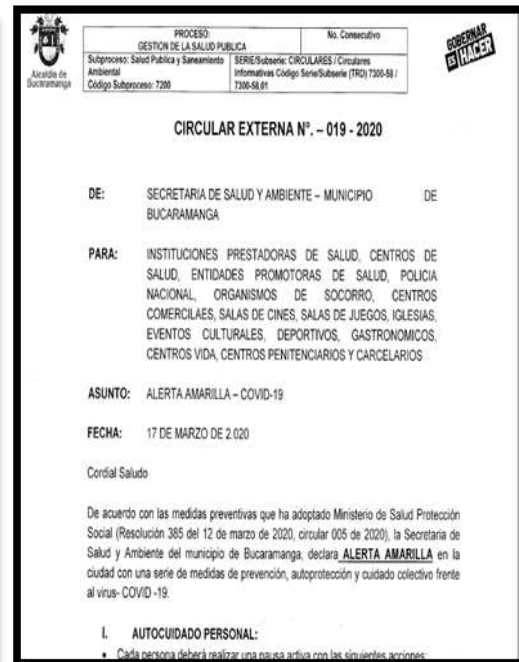 Alcaldía de
Bucaramanga
PROCESO:
GESTION DE LA SALUD PUBLICA
No. Consecutivo
Subproceso: Salud Publica y Saneamiento
Ambiental
Código Subproceso: 7200
SERIE/Subserie: CIRCULARES / Circulares
Informativas Código Serie/Subserie (TRD) 7300-58 /
7300-58,01
GOBERNAR
ES HACER
CIRCULAR EXTERNA Nº. – 019 - 2020
DE: SECRETARIA DE SALUD Y AMBIENTE – MUNICIPIO DE
BUCARAMANGA
PARA: INSTITUCIONES PRESTADORAS DE SALUD, CENTROS DE
SALUD, ENTIDADES PROMOTORAS DE SALUD, POLICIA
NACIONAL, ORGANISMOS DE SOCORRO, CENTROS
COMERCILAES, SALAS DE CINES, SALAS DE JUEGOS, IGLESIAS,
EVENTOS CULTURALES, DEPORTIVOS, GASTRONOMICOS,
CENTROS VIDA, CENTROS PENITENCIARIOS Y CARCELARIOS
ASUNTO: ALERTA AMARILLA – COVID-19
FECHA: 17 DE MARZO DE 2.020
Cordial Saludo
De acuerdo con las medidas preventivas que ha adoptado Ministerio de Salud Protección
Social (Resolución 385 del 12 de marzo de 2020, circular 005 de 2020), la Secretaria de
Salud y Ambiente del municipio de Bucaramanga, declara ALERTA AMARILLA en la
ciudad con una serie de medidas de prevención, autoprotección y cuidado colectivo frente
al virus- COVID -19.
I. AUTOCUIDADO PERSONAL:
• Cada persona deberá realizar una pausa activa con las siguientes acciones: